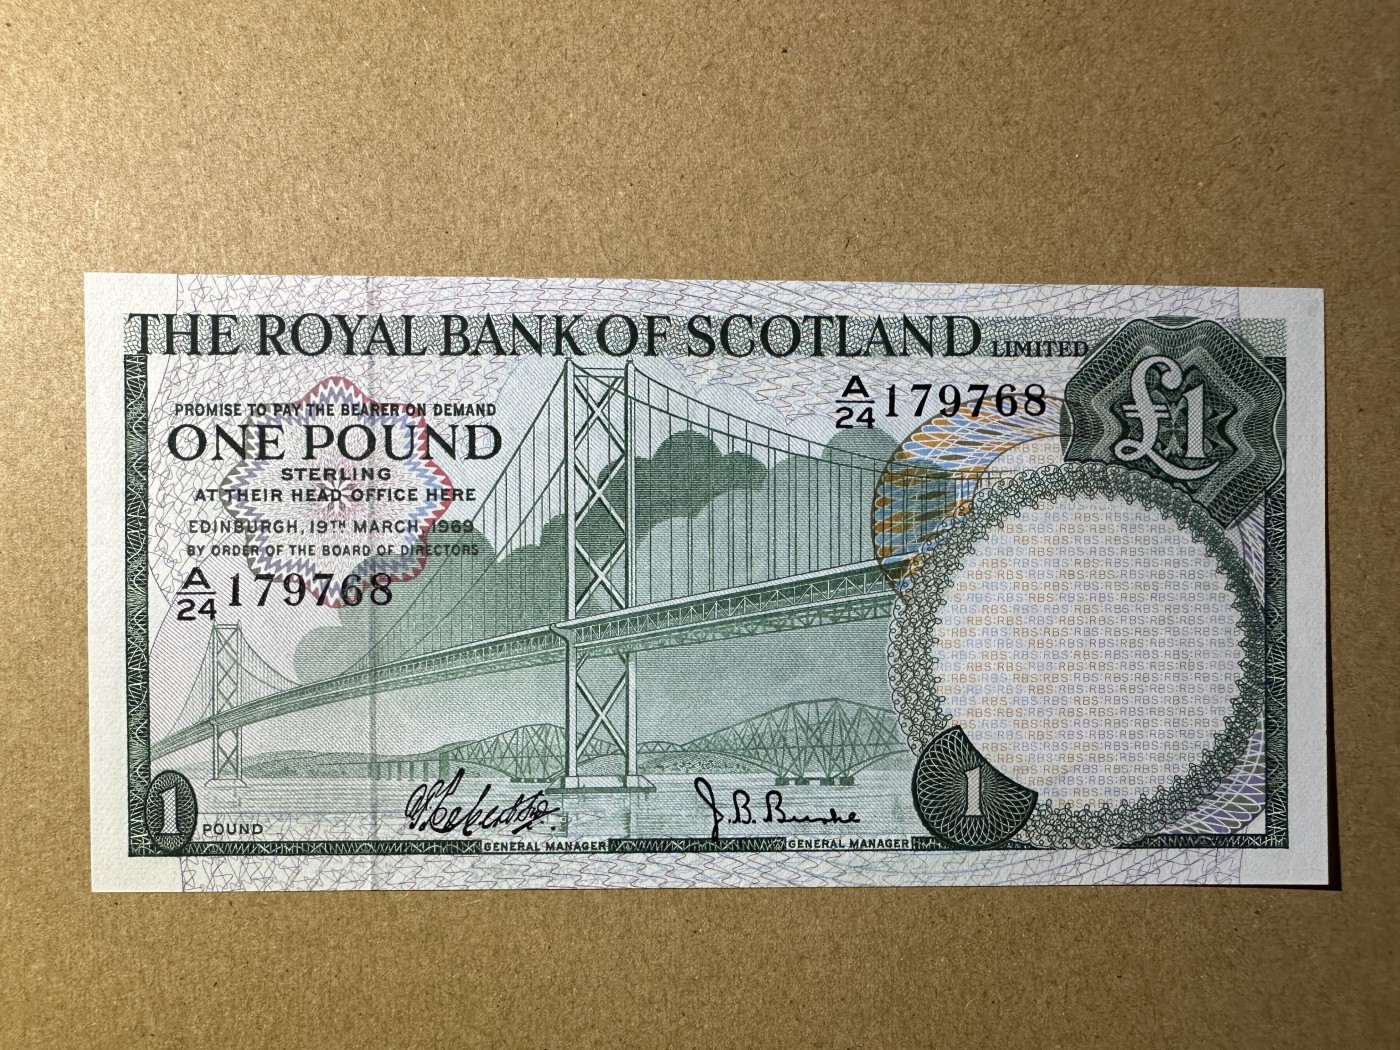 THE ROYAL BANK OF SCOTLAND LIMITED
£1
PROMISE TO PAY THE BEARER ON DEMAND
ONE POUND
STERLING
AT THEIR HEAD OFFICE HERE
EDINBURGH, 19TH MARCH, 1969
BY ORDER OF THE BOARD OF DIRECTORS
A/24 179768
A/24 179768
1 POUND
J. B. Burke
GENERAL MANAGER
GENERAL MANAGER
1